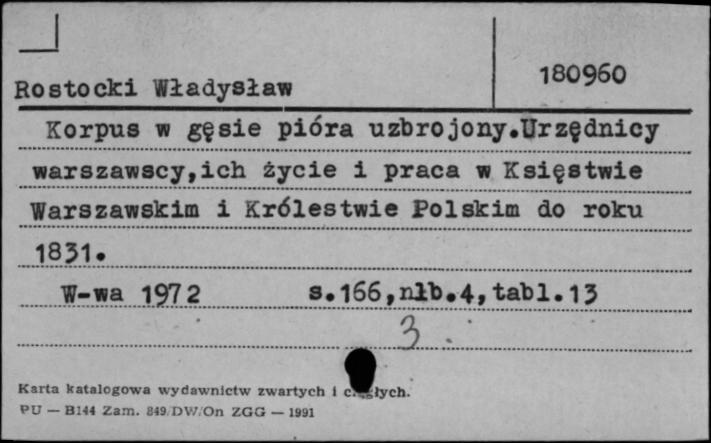 Rostocki Władysław
180960
Korpus w gęsie pióra uzbrojony.Urzędnicy
warszawscy,ich życie i praca w Księstwie
Warszawskim i Królestwie Polskim do roku
1831.
W-wa 1972 s.166,nlb.4,tabl.13
3
Karta katalogowa wydawnictw zwartych i
PU — B144 Zam. 849/DW/On ZGG — 1991